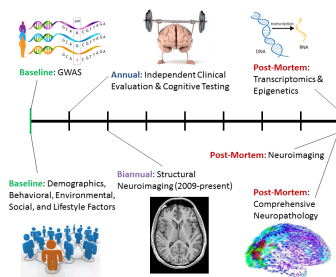 transcription
DNA
RNA
Baseline: GWAS
Annual: Independent Clinical
Evaluation & Cognitive Testing
Post-Mortem:
Transcriptomics &
Epigenetics
Post-Mortem: Neuroimaging
Baseline: Demographics,
Behavioral, Environmental,
Social, and Lifestyle Factors
Biannual: Structural
Neuroimaging (2009-present)
Post-Mortem:
Comprehensive
Neuropathology